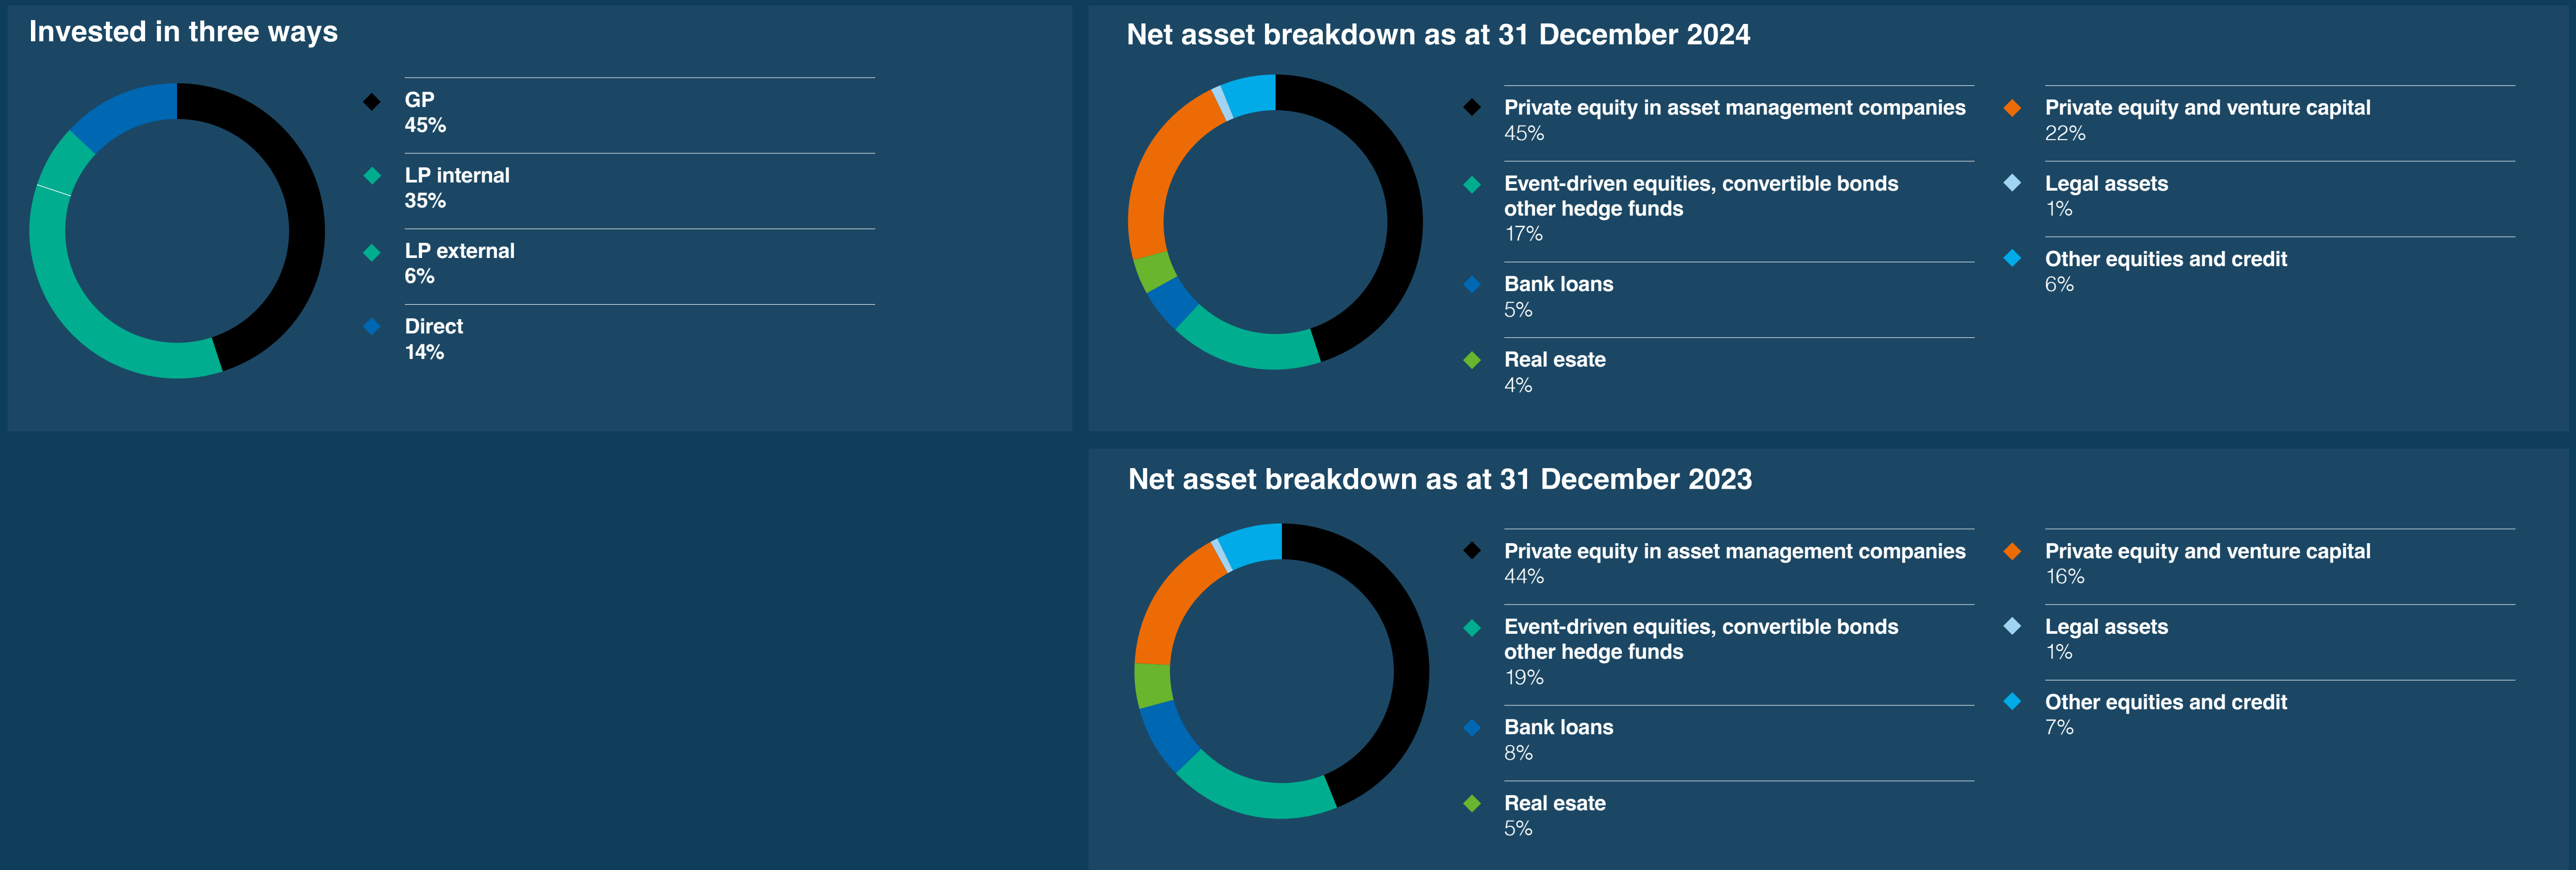 Invested in three ways
GP
45%
LP internal
35%
LP external
6%
Direct
14%
Net asset breakdown as at 31 December 2024
Private equity in asset management companies
45%
Event-driven equities, convertible bonds
other hedge funds
17%
Bank loans
5%
Real esate
4%
Private equity and venture capital
22%
Legal assets
1%
Other equities and credit
6%
Net asset breakdown as at 31 December 2023
Private equity in asset management companies
44%
Event-driven equities, convertible bonds
other hedge funds
19%
Bank loans
8%
Real esate
5%
Private equity and venture capital
16%
Legal assets
1%
Other equities and credit
7%